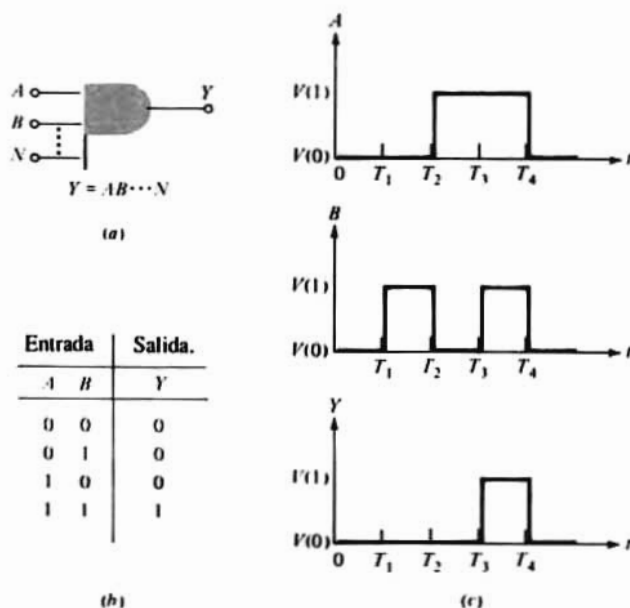 A
B
N
Y
Y = AB···N
(a)
Entrada Salida.
A B Y
0 0 0
0 1 0
1 0 0
1 1 1
(b)
A
V(1)
V(0)
0 T₁ T₂ T₃ T₄ t
B
V(1)
V(0)
T₁ T₂ T₃ T₄ t
Y
V(1)
V(0)
0 T₁ T₂ T₃ T₄ t
(c)